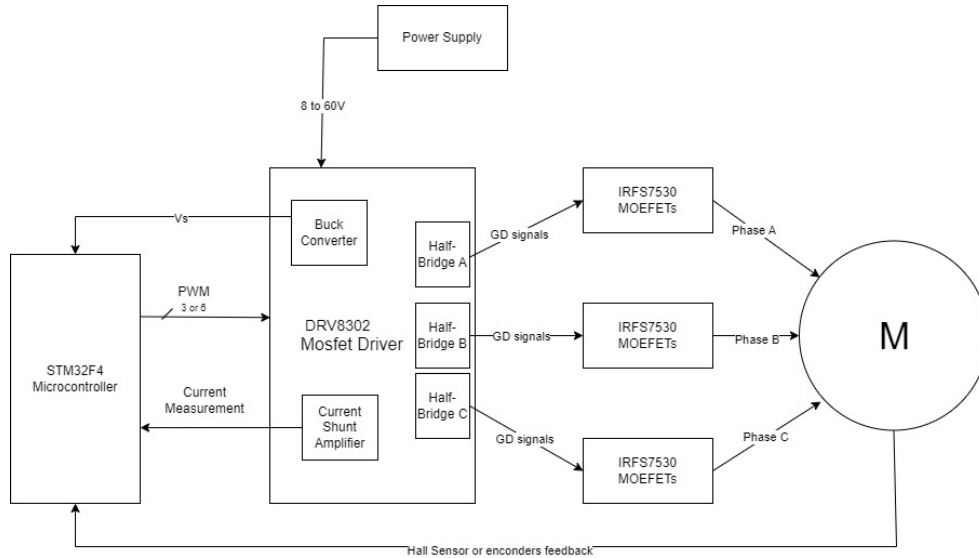 Power Supply
8 to 60V
IRFS7530
MOEFETs
Buck
Converter
Vs
GD signals
Phase A
Half-
Bridge A
PWM
3 or 6
DRV8302
Mosfet Driver
Half-
Bridge B
GD signals
IRFS7530
MOEFETs
Phase B
M
STM32F4
Microcontroller
Current
Measurement
Current
Shunt
Amplifier
Half-
Bridge C
GD signals
Phase C
IRFS7530
MOEFETs
Hall Sensor or enconders feedback